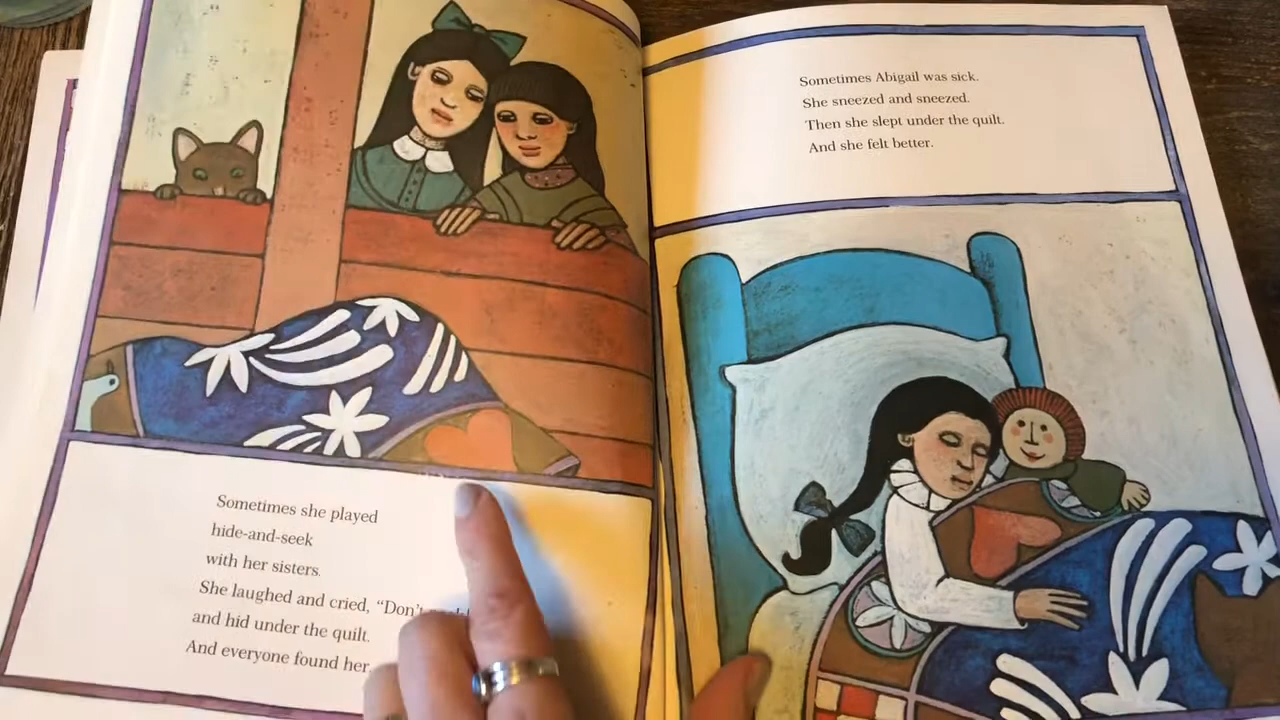 Sometimes she played
hide-and-seek
with her sisters.
She laughed and cried, “Don't
and hid under the quilt.
And everyone found her.
Sometimes Abigail was sick.
She sneezed and sneezed.
Then she slept under the quilt.
And she felt better.